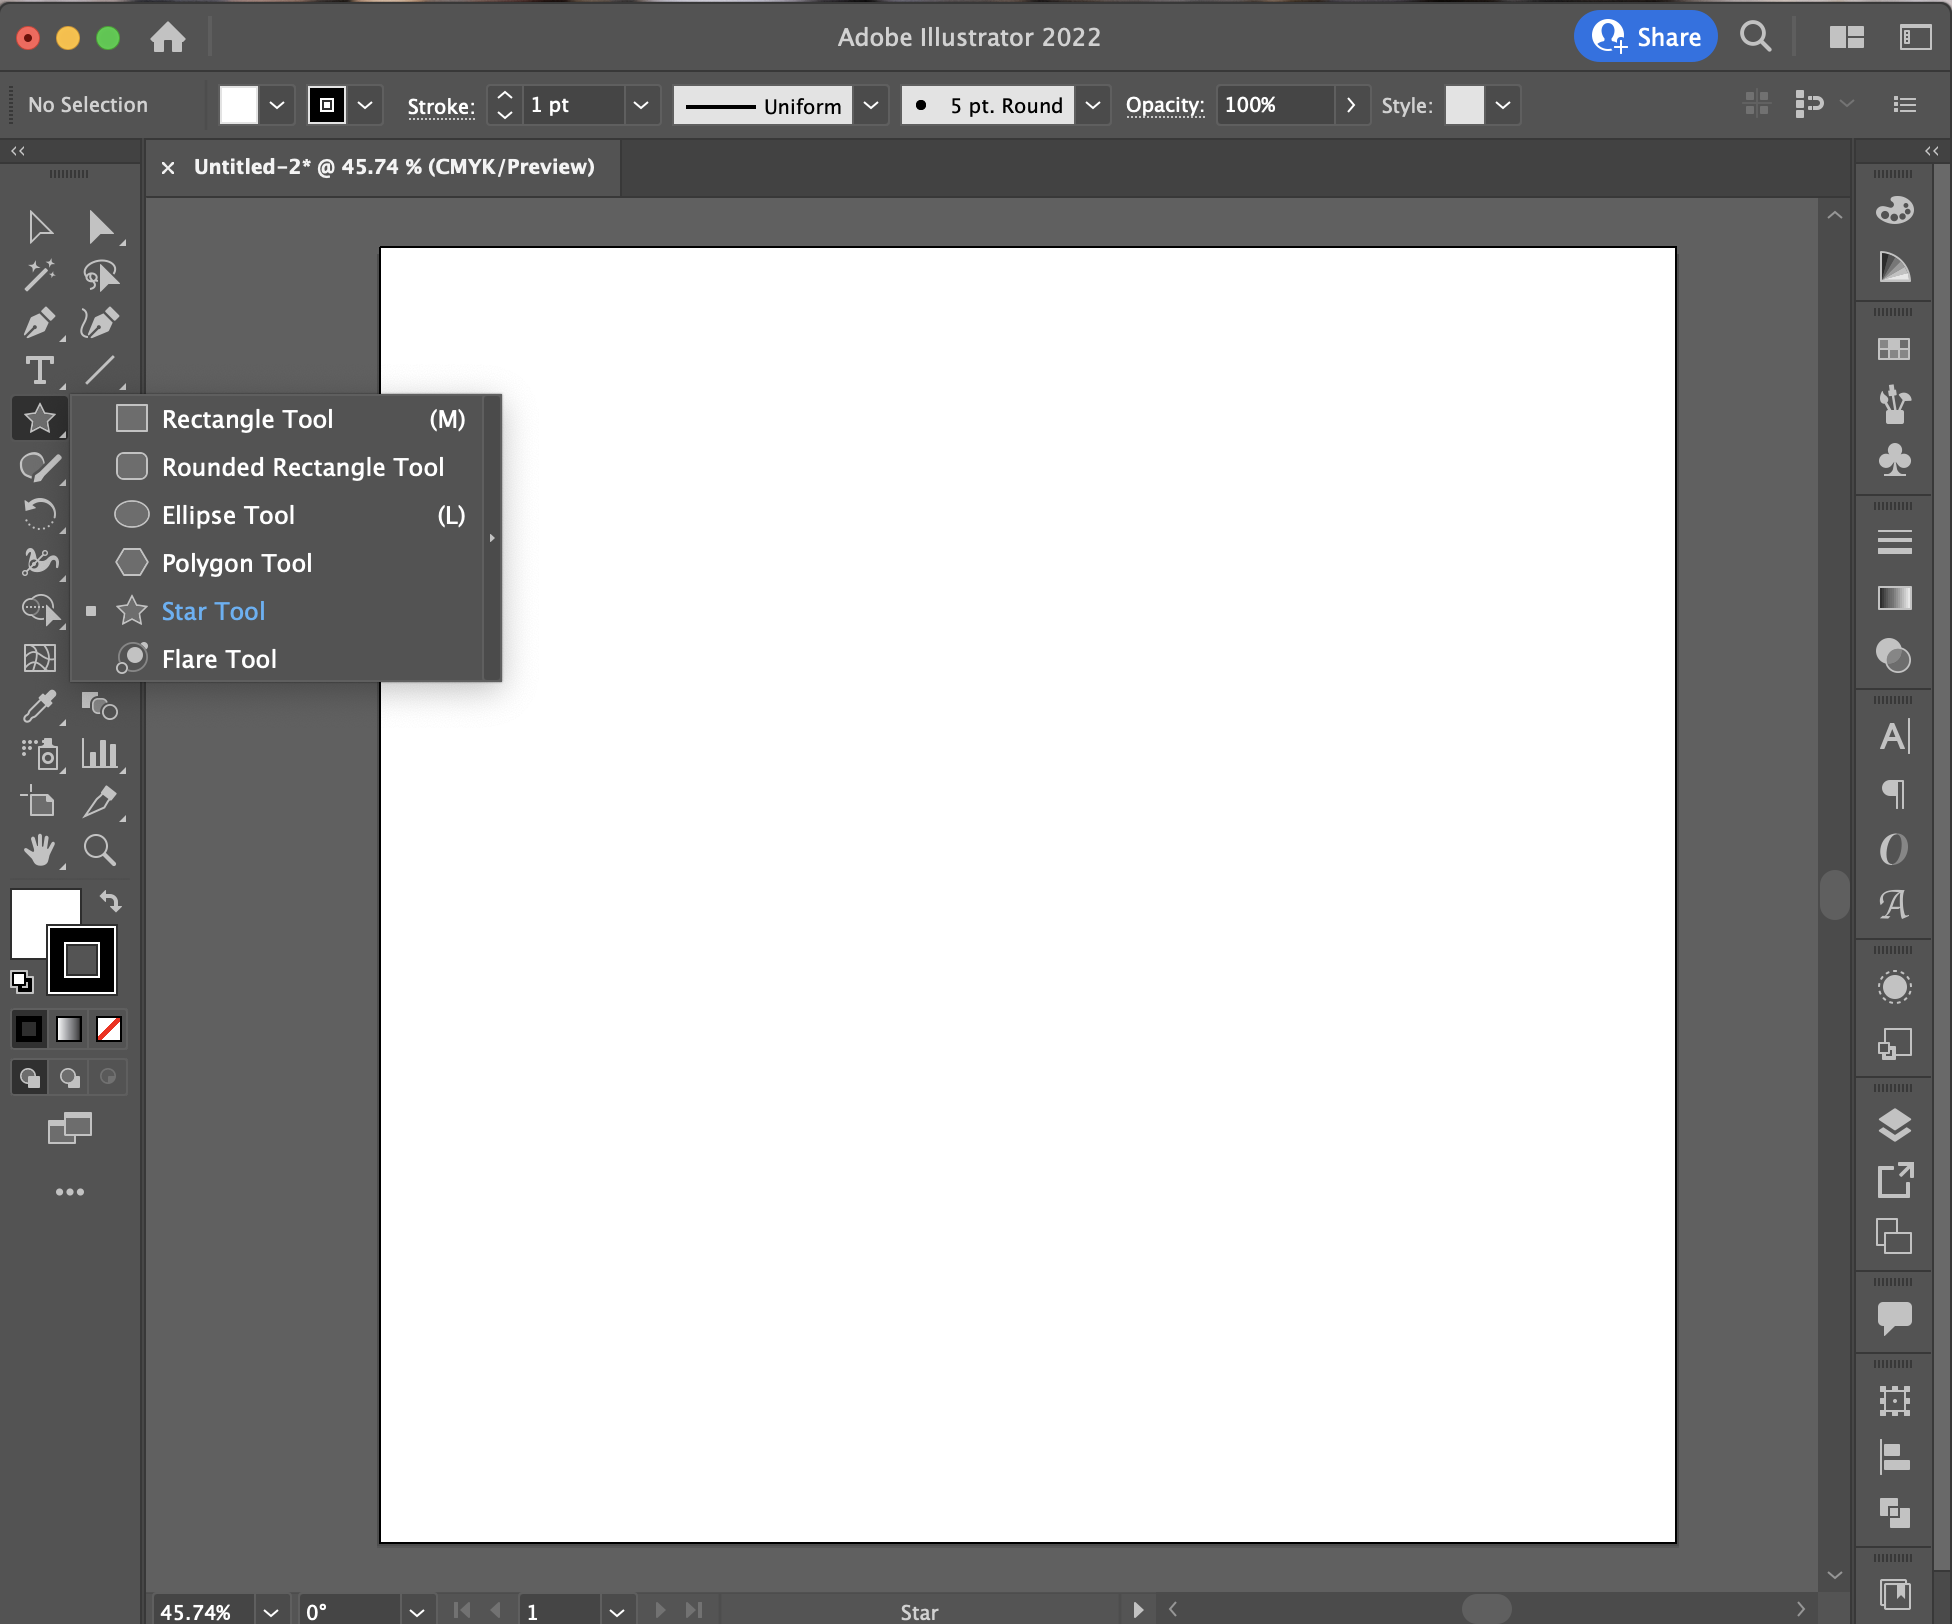 Adobe Illustrator 2022
Share
No Selection
Stroke:
1 pt
Uniform
5 pt. Round
Opacity:
100%
Style:
Untitled-2* @ 45.74 % (CMYK/Preview)
Rectangle Tool (M)
Rounded Rectangle Tool
Ellipse Tool (L)
Polygon Tool
Star Tool
Flare Tool
45.74%
0°
1
Star